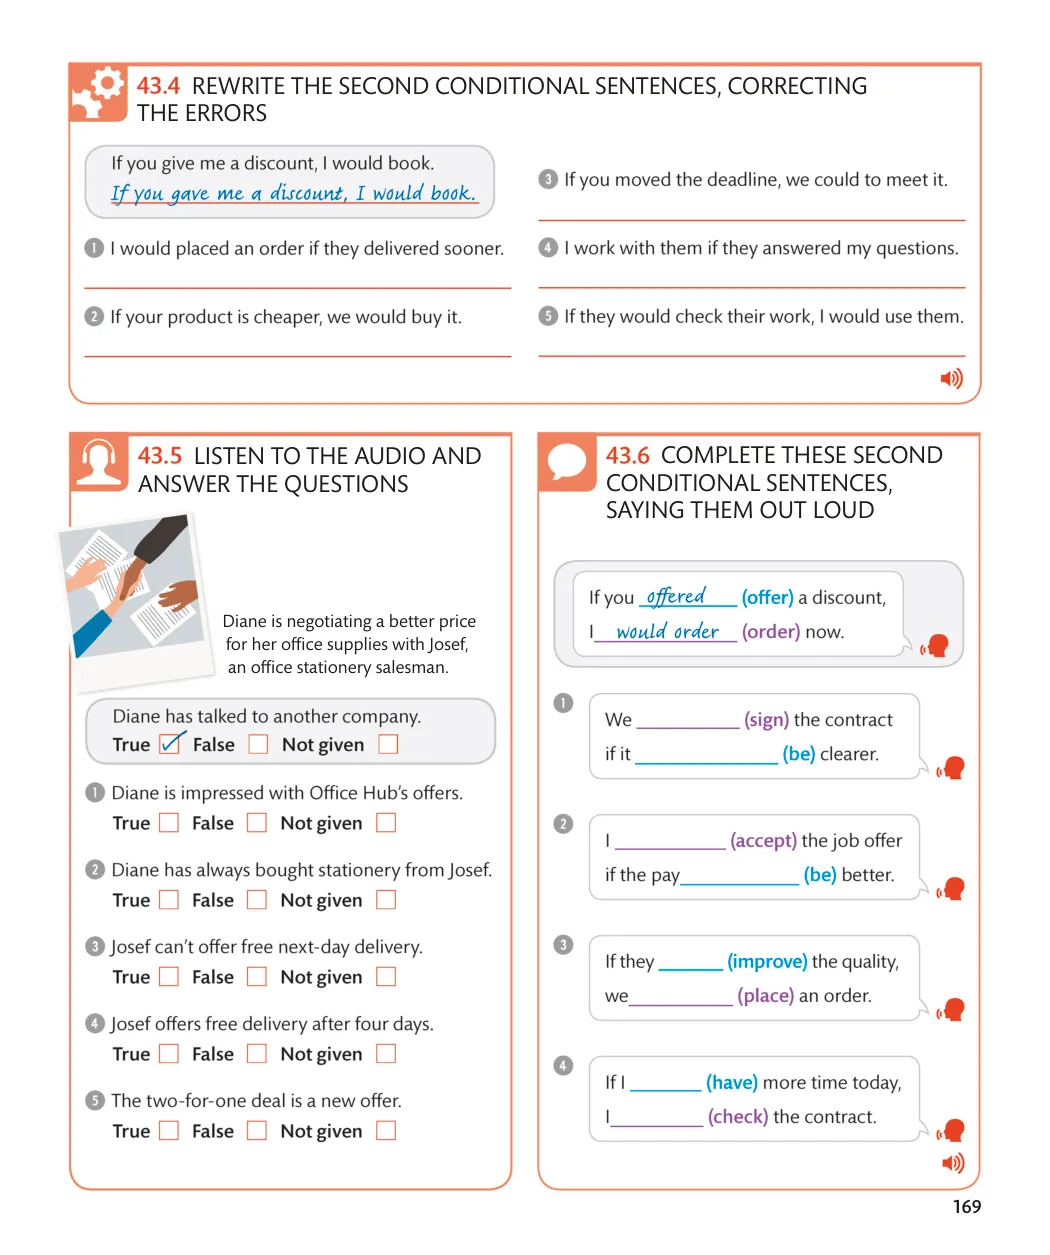 43.4 REWRITE THE SECOND CONDITIONAL SENTENCES, CORRECTING
THE ERRORS
If you give me a discount, I would book.
If you gave me a discount, I would book.
1 I would placed an order if they delivered sooner.
2 If your product is cheaper, we would buy it.
3 If you moved the deadline, we could to meet it.
4 I work with them if they answered my questions.
5 If they would check their work, I would use them.
43.5 LISTEN TO THE AUDIO AND
ANSWER THE QUESTIONS
Diane is negotiating a better price
for her office supplies with Josef,
an office stationery salesman.
Diane has talked to another company.
True False Not given
1 Diane is impressed with Office Hub's offers.
True False Not given
2 Diane has always bought stationery from Josef.
True False Not given
3 Josef can't offer free next-day delivery.
True False Not given
4 Josef offers free delivery after four days.
True False Not given
5 The two-for-one deal is a new offer.
True False Not given
43.6 COMPLETE THESE SECOND
CONDITIONAL SENTENCES,
SAYING THEM OUT LOUD
If you offered (offer) a discount,
I would order (order) now.
1 We ___________ (sign) the contract
if it _______________ (be) clearer.
2 I ____________ (accept) the job offer
if the pay_____________ (be) better.
3 If they _______ (improve) the quality,
we___________ (place) an order.
4 If I ________ (have) more time today,
I__________ (check) the contract.
169